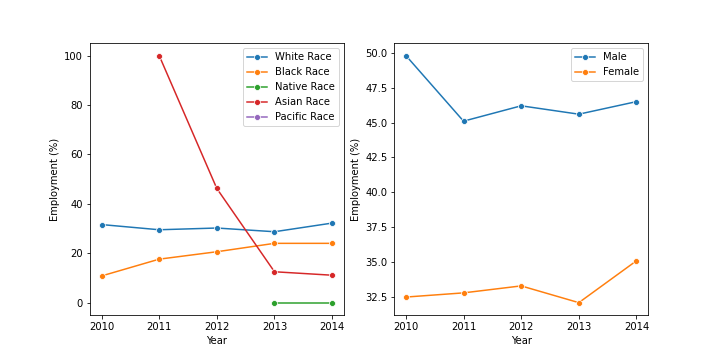 100
80
60
40
20
0
Employment (%)
2010 2011 2012 2013 2014
Year
White Race
Black Race
Native Race
Asian Race
Pacific Race
50.0
47.5
45.0
42.5
40.0
37.5
35.0
32.5
Employment (%)
2010 2011 2012 2013 2014
Year
Male
Female